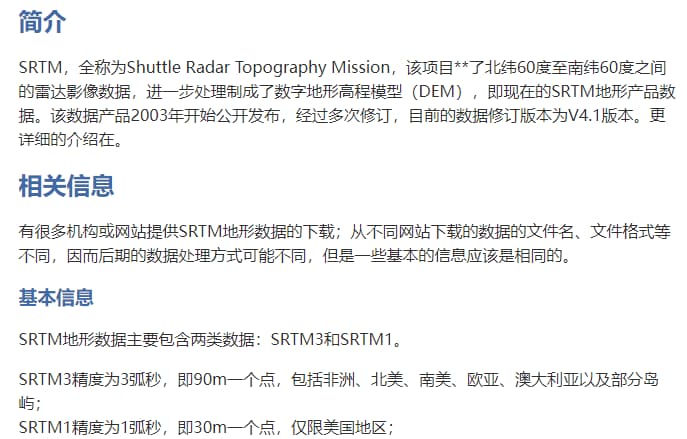 简介
SRTM，全称为Shuttle Radar Topography Mission，该项目**了北纬60度至南纬60度之间
的雷达影像数据，进一步处理制成了数字地形高程模型（DEM），即现在的SRTM地形产品数
据。该数据产品2003年开始公开发布，经过多次修订，目前的数据修订版本为V4.1版本。更
详细的介绍在。
相关信息
有很多机构或网站提供SRTM地形数据的下载；从不同网站下载的数据的文件名、文件格式等
不同，因而后期的数据处理方式可能不同，但是一些基本的信息应该是相同的。
基本信息
SRTM地形数据主要包含两类数据：SRTM3和SRTM1。
SRTM3精度为3弧秒，即90m一个点，包括非洲、北美、南美、欧亚、澳大利亚以及部分岛
屿；
SRTM1精度为1弧秒，即30m一个点，仅限美国地区；